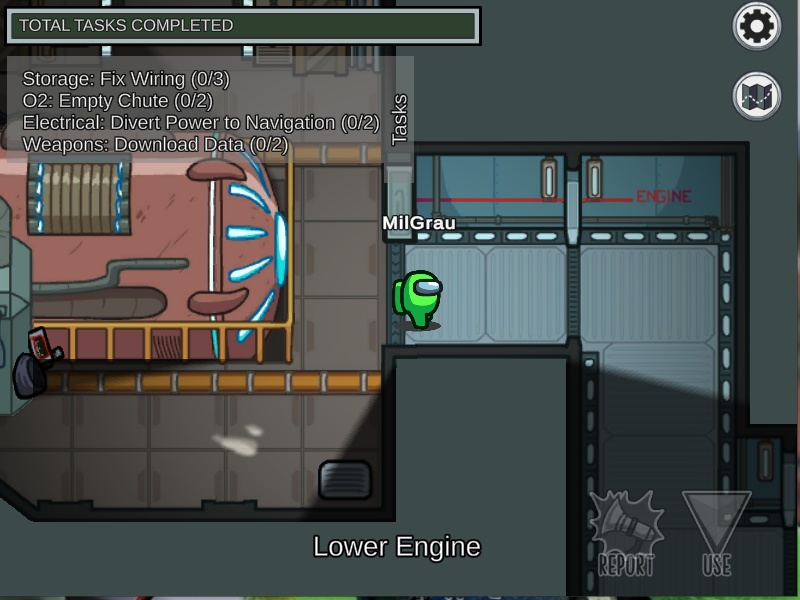 TOTAL TASKS COMPLETED
Storage: Fix Wiring (0/3)
O2: Empty Chute (0/2)
Electrical: Divert Power to Navigation (0/2)
Weapons: Download Data (0/2)
Tasks
ENGINE
MilGrau
REPORT
USE
Lower Engine